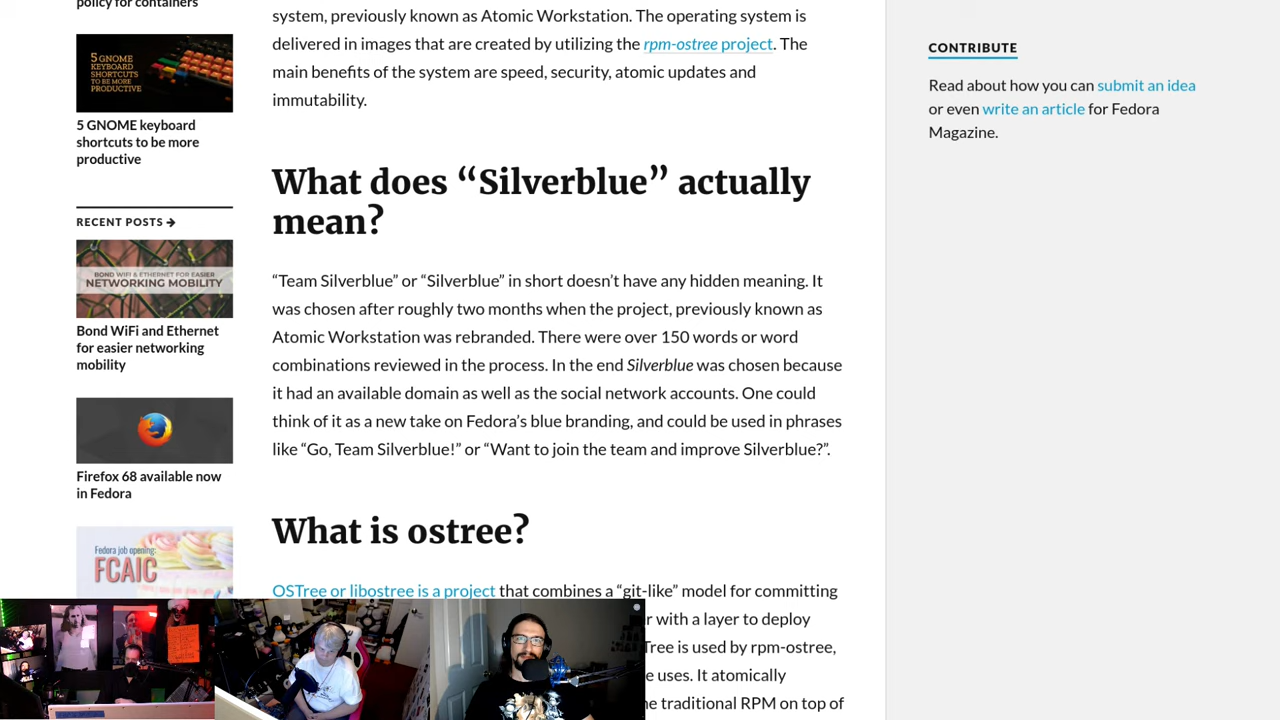 policy for containers
5 GNOME
KEYBOARD
SHORTCUTS
TO BE MORE
PRODUCTIVE
5 GNOME keyboard
shortcuts to be more
productive
RECENT POSTS →
BOND WIFI & ETHERNET FOR EASIER
NETWORKING MOBILITY
Bond WiFi and Ethernet
for easier networking
mobility
Firefox 68 available now
in Fedora
Fedora job opening:
FCAIC
system, previously known as Atomic Workstation. The operating system is
delivered in images that are created by utilizing the rpm-ostree project. The
main benefits of the system are speed, security, atomic updates and
immutability.
What does “Silverblue” actually
mean?
“Team Silverblue” or “Silverblue” in short doesn’t have any hidden meaning. It
was chosen after roughly two months when the project, previously known as
Atomic Workstation was rebranded. There were over 150 words or word
combinations reviewed in the process. In the end Silverblue was chosen because
it had an available domain as well as the social network accounts. One could
think of it as a new take on Fedora’s blue branding, and could be used in phrases
like “Go, Team Silverblue!” or “Want to join the team and improve Silverblue?”.
What is ostree?
OSTree or libostree is a project that combines a “git-like” model for committing
r with a layer to deploy
Tree is used by rpm-ostree,
e uses. It atomically
he traditional RPM on top of
CONTRIBUTE
Read about how you can submit an idea
or even write an article for Fedora
Magazine.